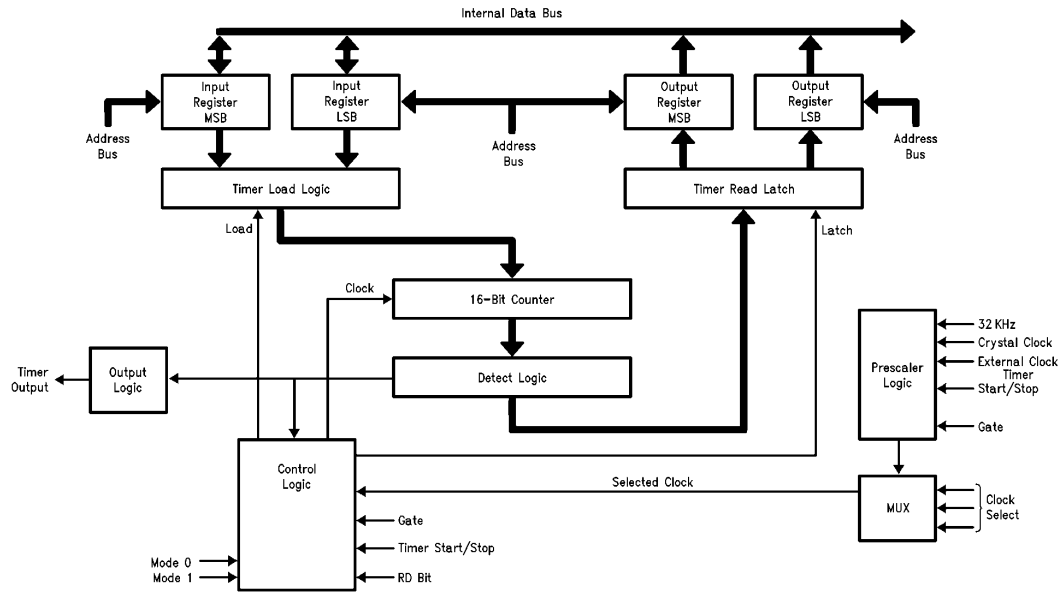 Internal Data Bus
Input
Register
MSB
Input
Register
LSB
Output
Register
MSB
Output
Register
LSB
Address
Bus
Address
Bus
Address
Bus
Timer Load Logic
Timer Read Latch
Load
Latch
Clock
16-Bit Counter
32 KHz
Crystal Clock
External Clock
Timer
Start/Stop
Gate
Prescaler
Logic
Timer
Output
Output
Logic
Detect Logic
Control
Logic
Selected Clock
MUX
Clock
Select
Gate
Timer Start/Stop
RD Bit
Mode 0
Mode 1